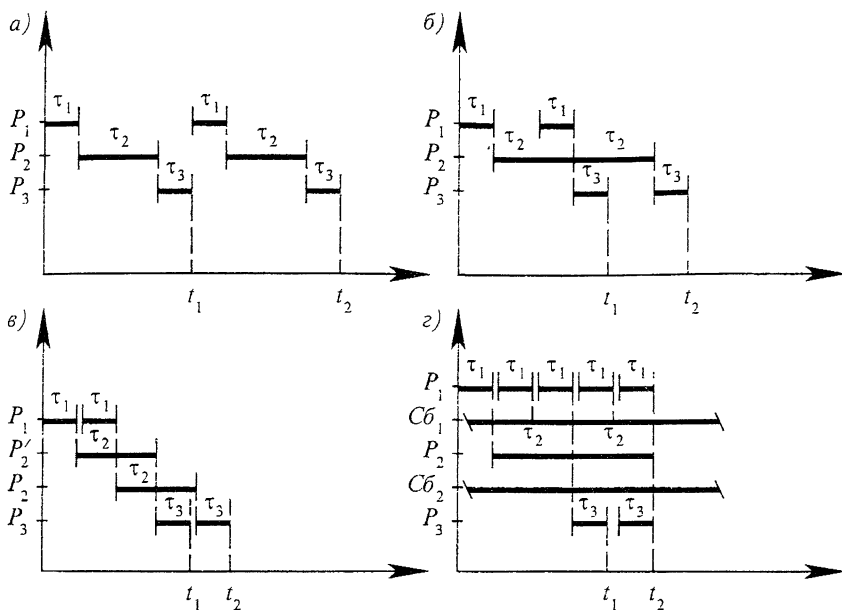 а)
τ₁ τ₁
Pᵢ
τ₂ τ₂
P₂
τ₃ τ₃
P₃
t₁ t₂
б)
τ₁ τ₁
P₁
τ₂ τ₂
P₂
τ₃ τ₃
P₃
t₁ t₂
в)
τ₁ τ₁
P₁
τ₂
P₂′
τ₂
P₂
τ₃ τ₃
P₃
t₁ t₂
г)
τ₁ τ₁ τ₁ τ₁ τ₁
P₁
Сб₁
τ₂ τ₂
P₂
Сб₂
τ₃ τ₃
P₃
t₁ t₂